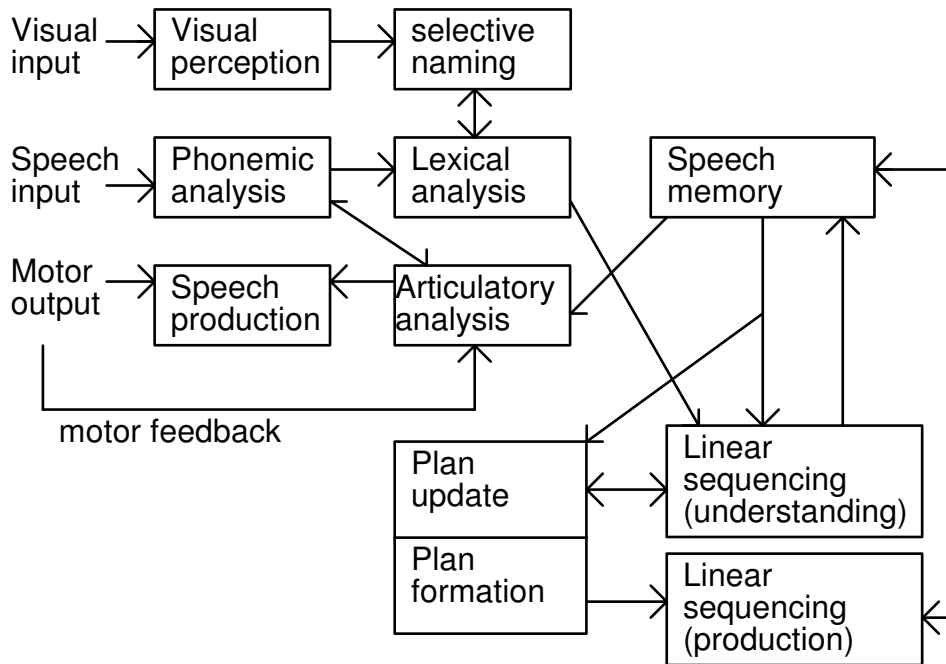 Visual
input
Visual
perception
selective
naming
Speech
input
Phonemic
analysis
Lexical
analysis
Speech
memory
Motor
output
Speech
production
Articulatory
analysis
motor feedback
Plan
update
Linear
sequencing
(understanding)
Plan
formation
Linear
sequencing
(production)